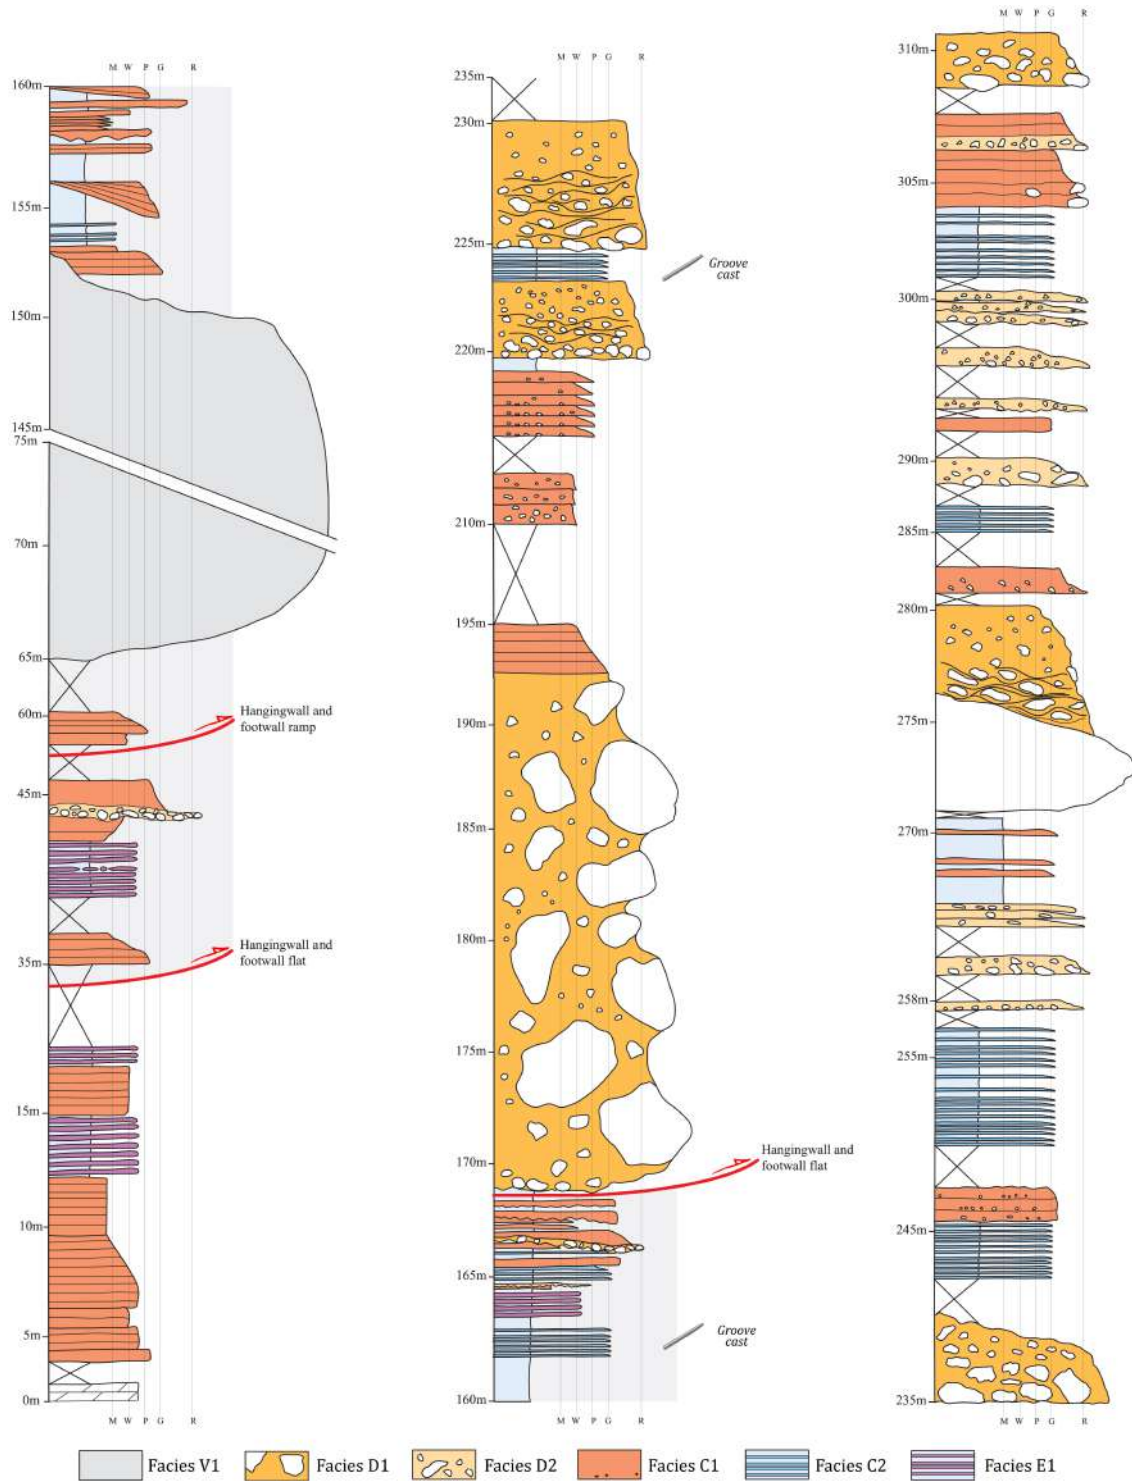 M W P G R
160m
155m
150m
145m
75m
70m
65m
60m
Hangingwall and
footwall ramp
45m
Hangingwall and
footwall flat
35m
15m
10m
5m
0m
M W P G R
M W P G R
235m
230m
225m
Groove
cast
220m
210m
195m
190m
185m
180m
175m
170m
Hangingwall and
footwall flat
165m
Groove
cast
160m
M W P G R
M W P G R
310m
305m
300m
290m
285m
280m
275m
270m
258m
255m
245m
235m
M W P G R
Facies V1 Facies D1 Facies D2 Facies C1 Facies C2 Facies E1